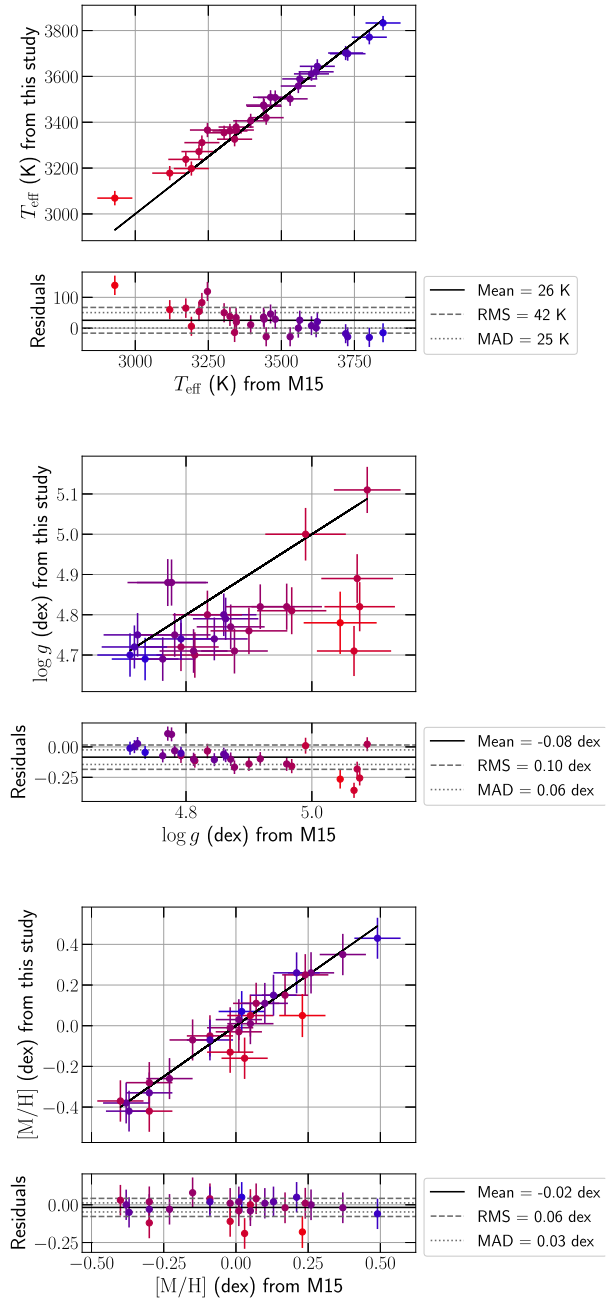 3800
3600
3400
3200
3000
T_eff (K) from this study
100
0
Residuals
3000 3250 3500 3750
T_eff (K) from M15
Mean = 26 K
RMS = 42 K
MAD = 25 K
5.1
5.0
4.9
4.8
4.7
log g (dex) from this study
0.00
−0.25
Residuals
4.8 5.0
log g (dex) from M15
Mean = -0.08 dex
RMS = 0.10 dex
MAD = 0.06 dex
0.4
0.2
0.0
−0.2
−0.4
[M/H] (dex) from this study
0.00
−0.25
Residuals
−0.50 −0.25 0.00 0.25 0.50
[M/H] (dex) from M15
Mean = -0.02 dex
RMS = 0.06 dex
MAD = 0.03 dex